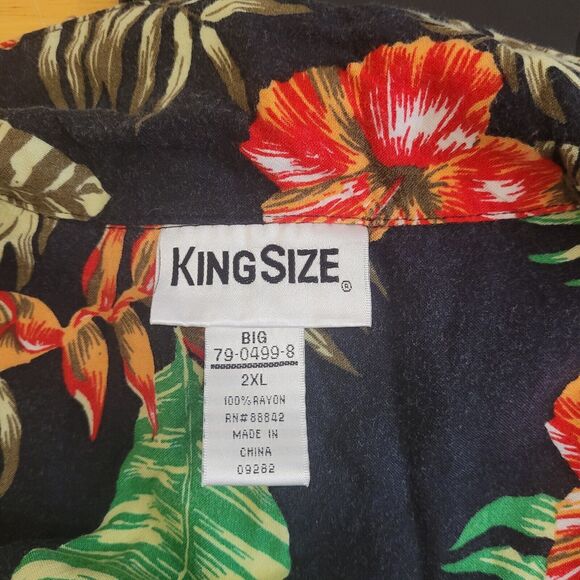 KINGSIZE®
BIG
79-0499-8
2XL
100% RAYON
RN#88842
MADE IN
CHINA
09282